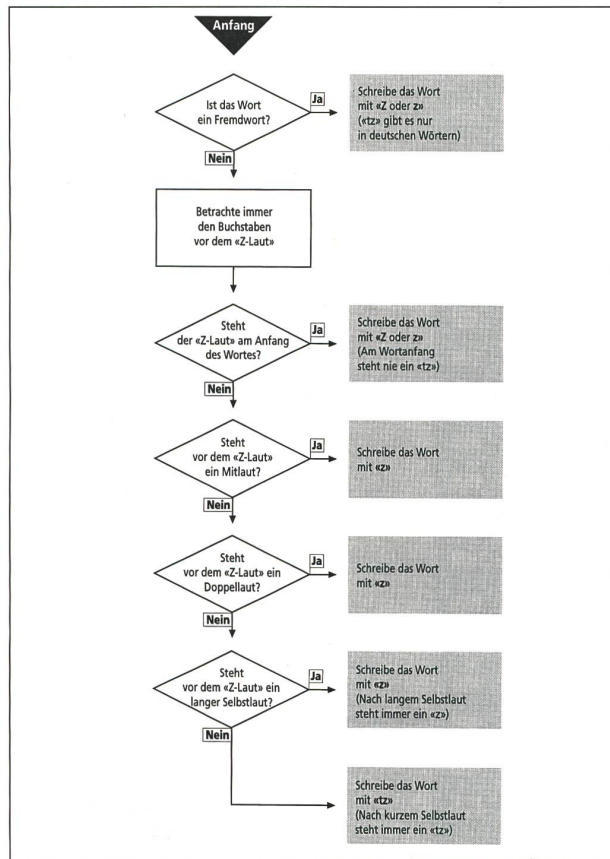 Anfang
Ist das Wort
ein Fremdwort?
Ja
Schreibe das Wort
mit «Z oder z»
(«tz» gibt es nur
in deutschen Wörtern)
Nein
Betrachte immer
den Buchstaben
vor dem «Z-Laut»
Steht
der «Z-Laut» am Anfang
des Wortes?
Ja
Schreibe das Wort
mit «Z oder z»
(Am Wortanfang
steht nie ein «tz»)
Nein
Steht
vor dem «Z-Laut»
ein Mitlaut?
Ja
Schreibe das Wort
mit «z»
Nein
Steht
vor dem «Z-Laut» ein
Doppellaut?
Ja
Schreibe das Wort
mit «z»
Nein
Steht
vor dem «Z-Laut» ein
langer Selbstlaut?
Ja
Schreibe das Wort
mit «z»
(Nach langem Selbstlaut
steht immer ein «z»)
Nein
Schreibe das Wort
mit «tz»
(Nach kurzem Selbstlaut
steht immer ein «tz»)